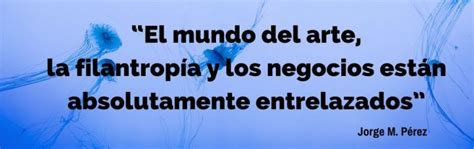 “El mundo del arte,
la filantropía y los negocios están
absolutamente entrelazados“
Jorge M. Pérez